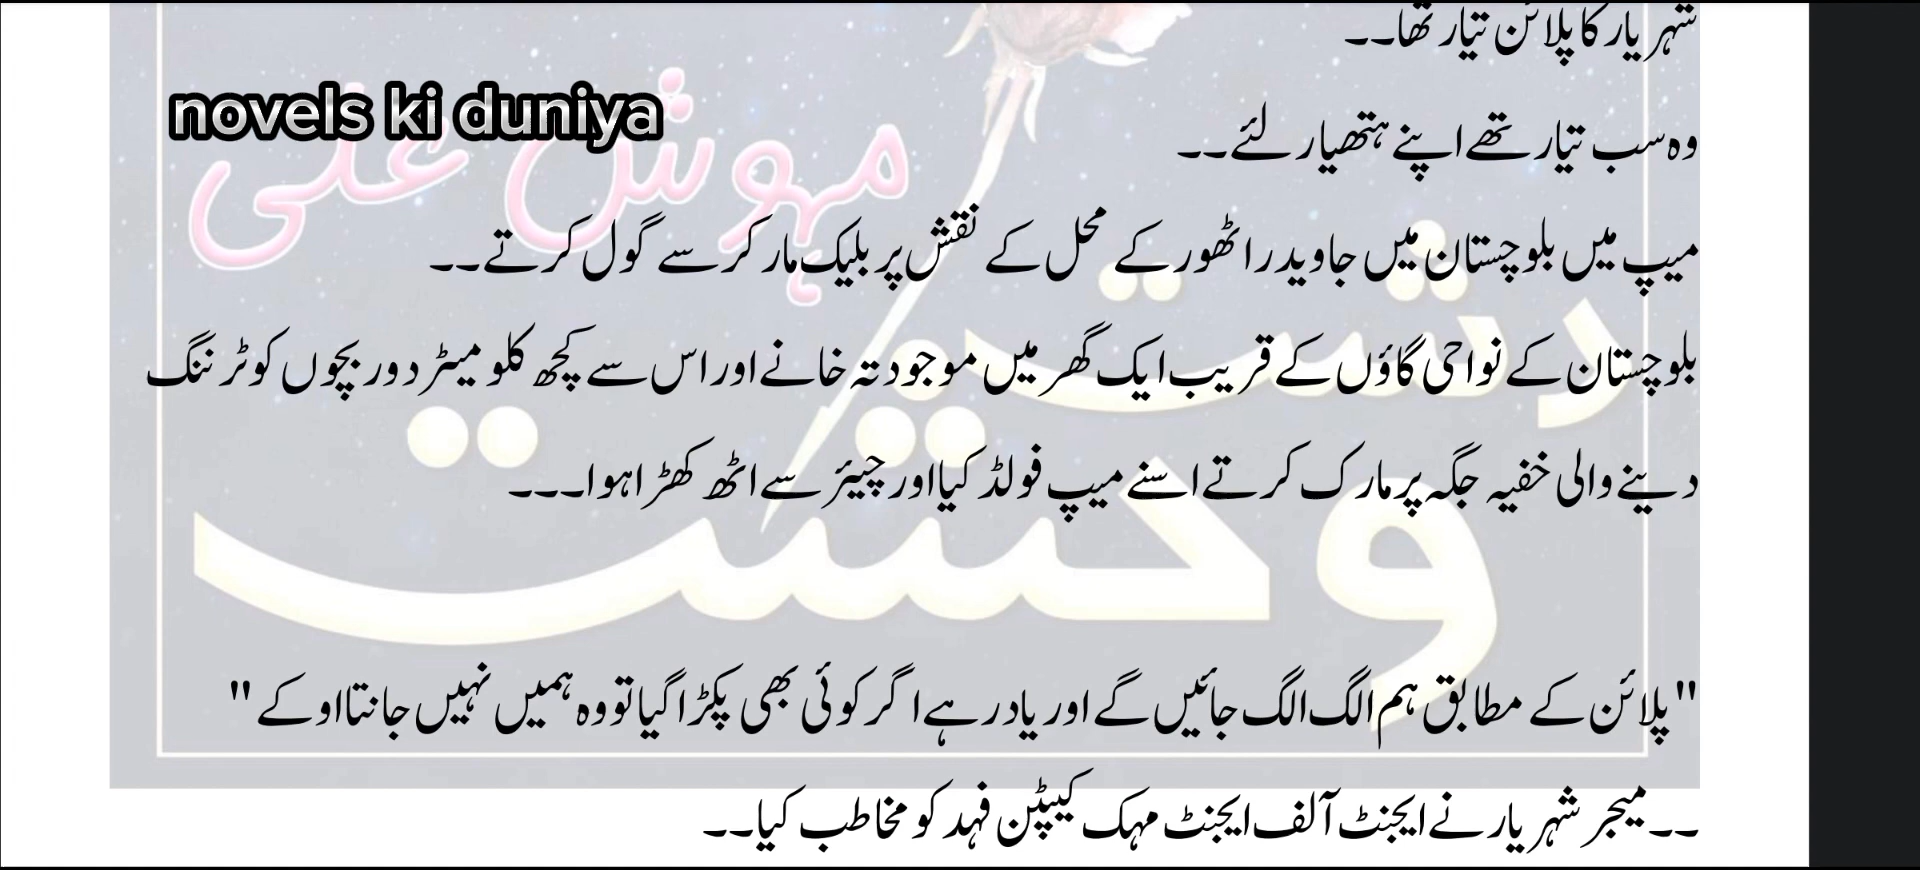 شہریار کا پلائن تیار تھا۔۔
novels ki duniya
وہ سب تیار تھے اپنے ہتھیار لئے۔۔
مہوش علی
میپ میں بلوچستان میں جاوید راٹھور کے محل کے نقش پر بلیک مارکر سے گول کرتے۔۔
دشت
بلوچستان کے نواحی گاؤں کے قریب ایک گھر میں موجود تہ خانے اور اس سے کچھ کلو میٹر دور بچوں کو ٹرننگ
دینے والی خفیہ جگہ پر مارک کرتے اسنے میپ فولڈ کیا اور چیئر سے اٹھ کھڑا ہوا۔۔۔
وحشت
"پلائن کے مطابق ہم الگ الگ جائیں گے اور یاد رہے اگر کوئی بھی پکڑا گیا تو وہ ہمیں نہیں جانتا اوکے"
۔۔میجر شہریار نے ایجنٹ آلف ایجنٹ مہک کیپٹن فہد کو مخاطب کیا۔۔